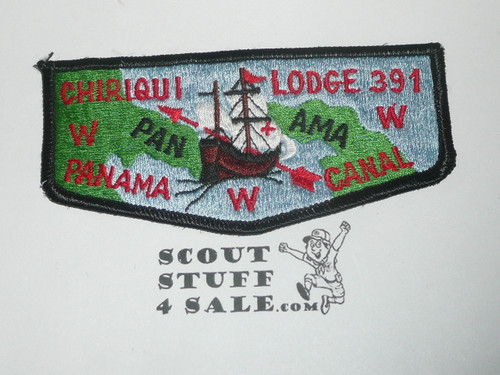 CHIRIQUI LODGE 391
W PAN AMA W
PANAMA W CANAL
SCOUT
STUFF
4 SALE.COM